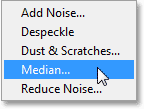 Add Noise...
Despeckle
Dust & Scratches...
Median...
Reduce Noise...